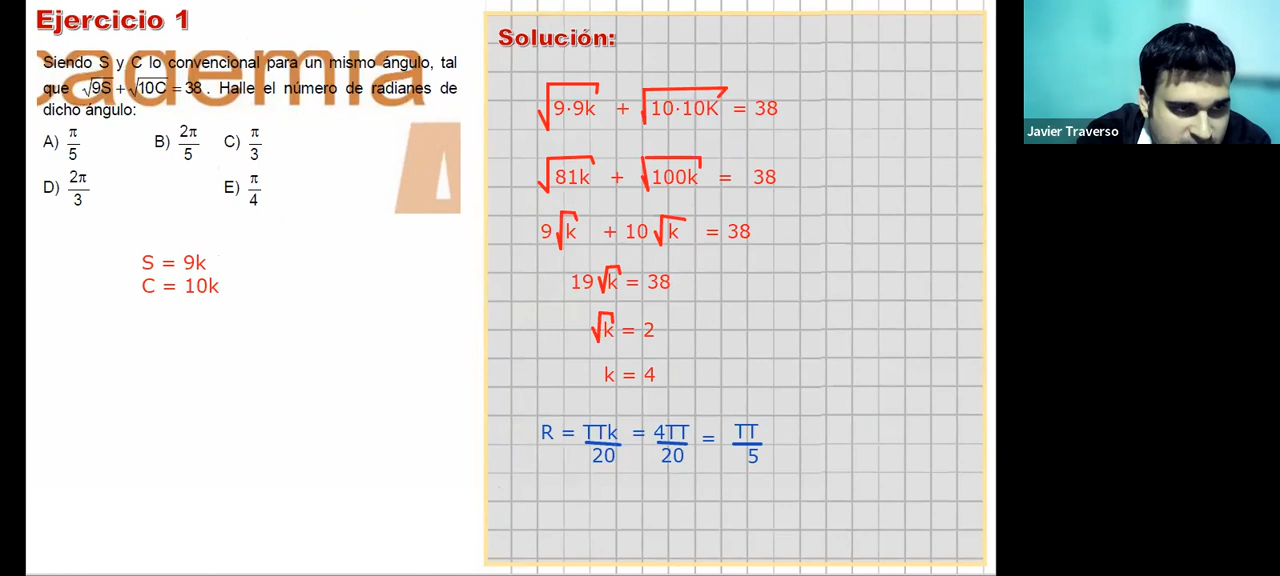 Ejercicio 1
Siendo S y C lo convencional para un mismo ángulo, tal
que √9S + √10C = 38 . Halle el número de radianes de
dicho ángulo:
A) π/5 B) 2π/5 C) π/3
D) 2π/3 E) π/4
S = 9k
C = 10k
Solución:
√9·9k + √10·10K = 38
√81k + √100k = 38
9√k + 10√k = 38
19√k = 38
√k = 2
k = 4
R = πk/20 = 4π/20 = π/5
Javier Traverso